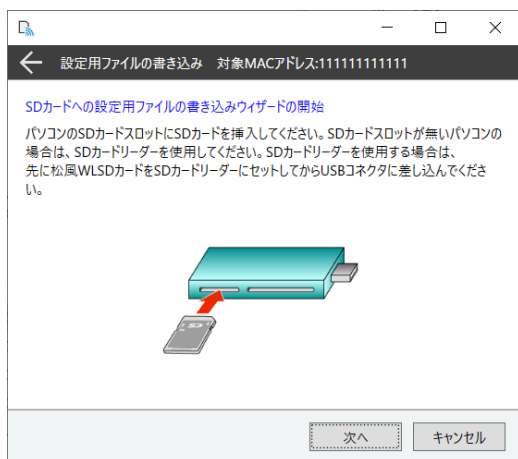 設定用ファイルの書き込み 対象MACアドレス:111111111111
SDカードへの設定用ファイルの書き込みウィザードの開始
パソコンのSDカードスロットにSDカードを挿入してください。SDカードスロットが無いパソコンの
場合は、SDカードリーダーを使用してください。SDカードリーダーを使用する場合は、
先に松風WLSDカードをSDカードリーダーにセットしてからUSBコネクタに差し込んでくださ
い。
次へ
キャンセル